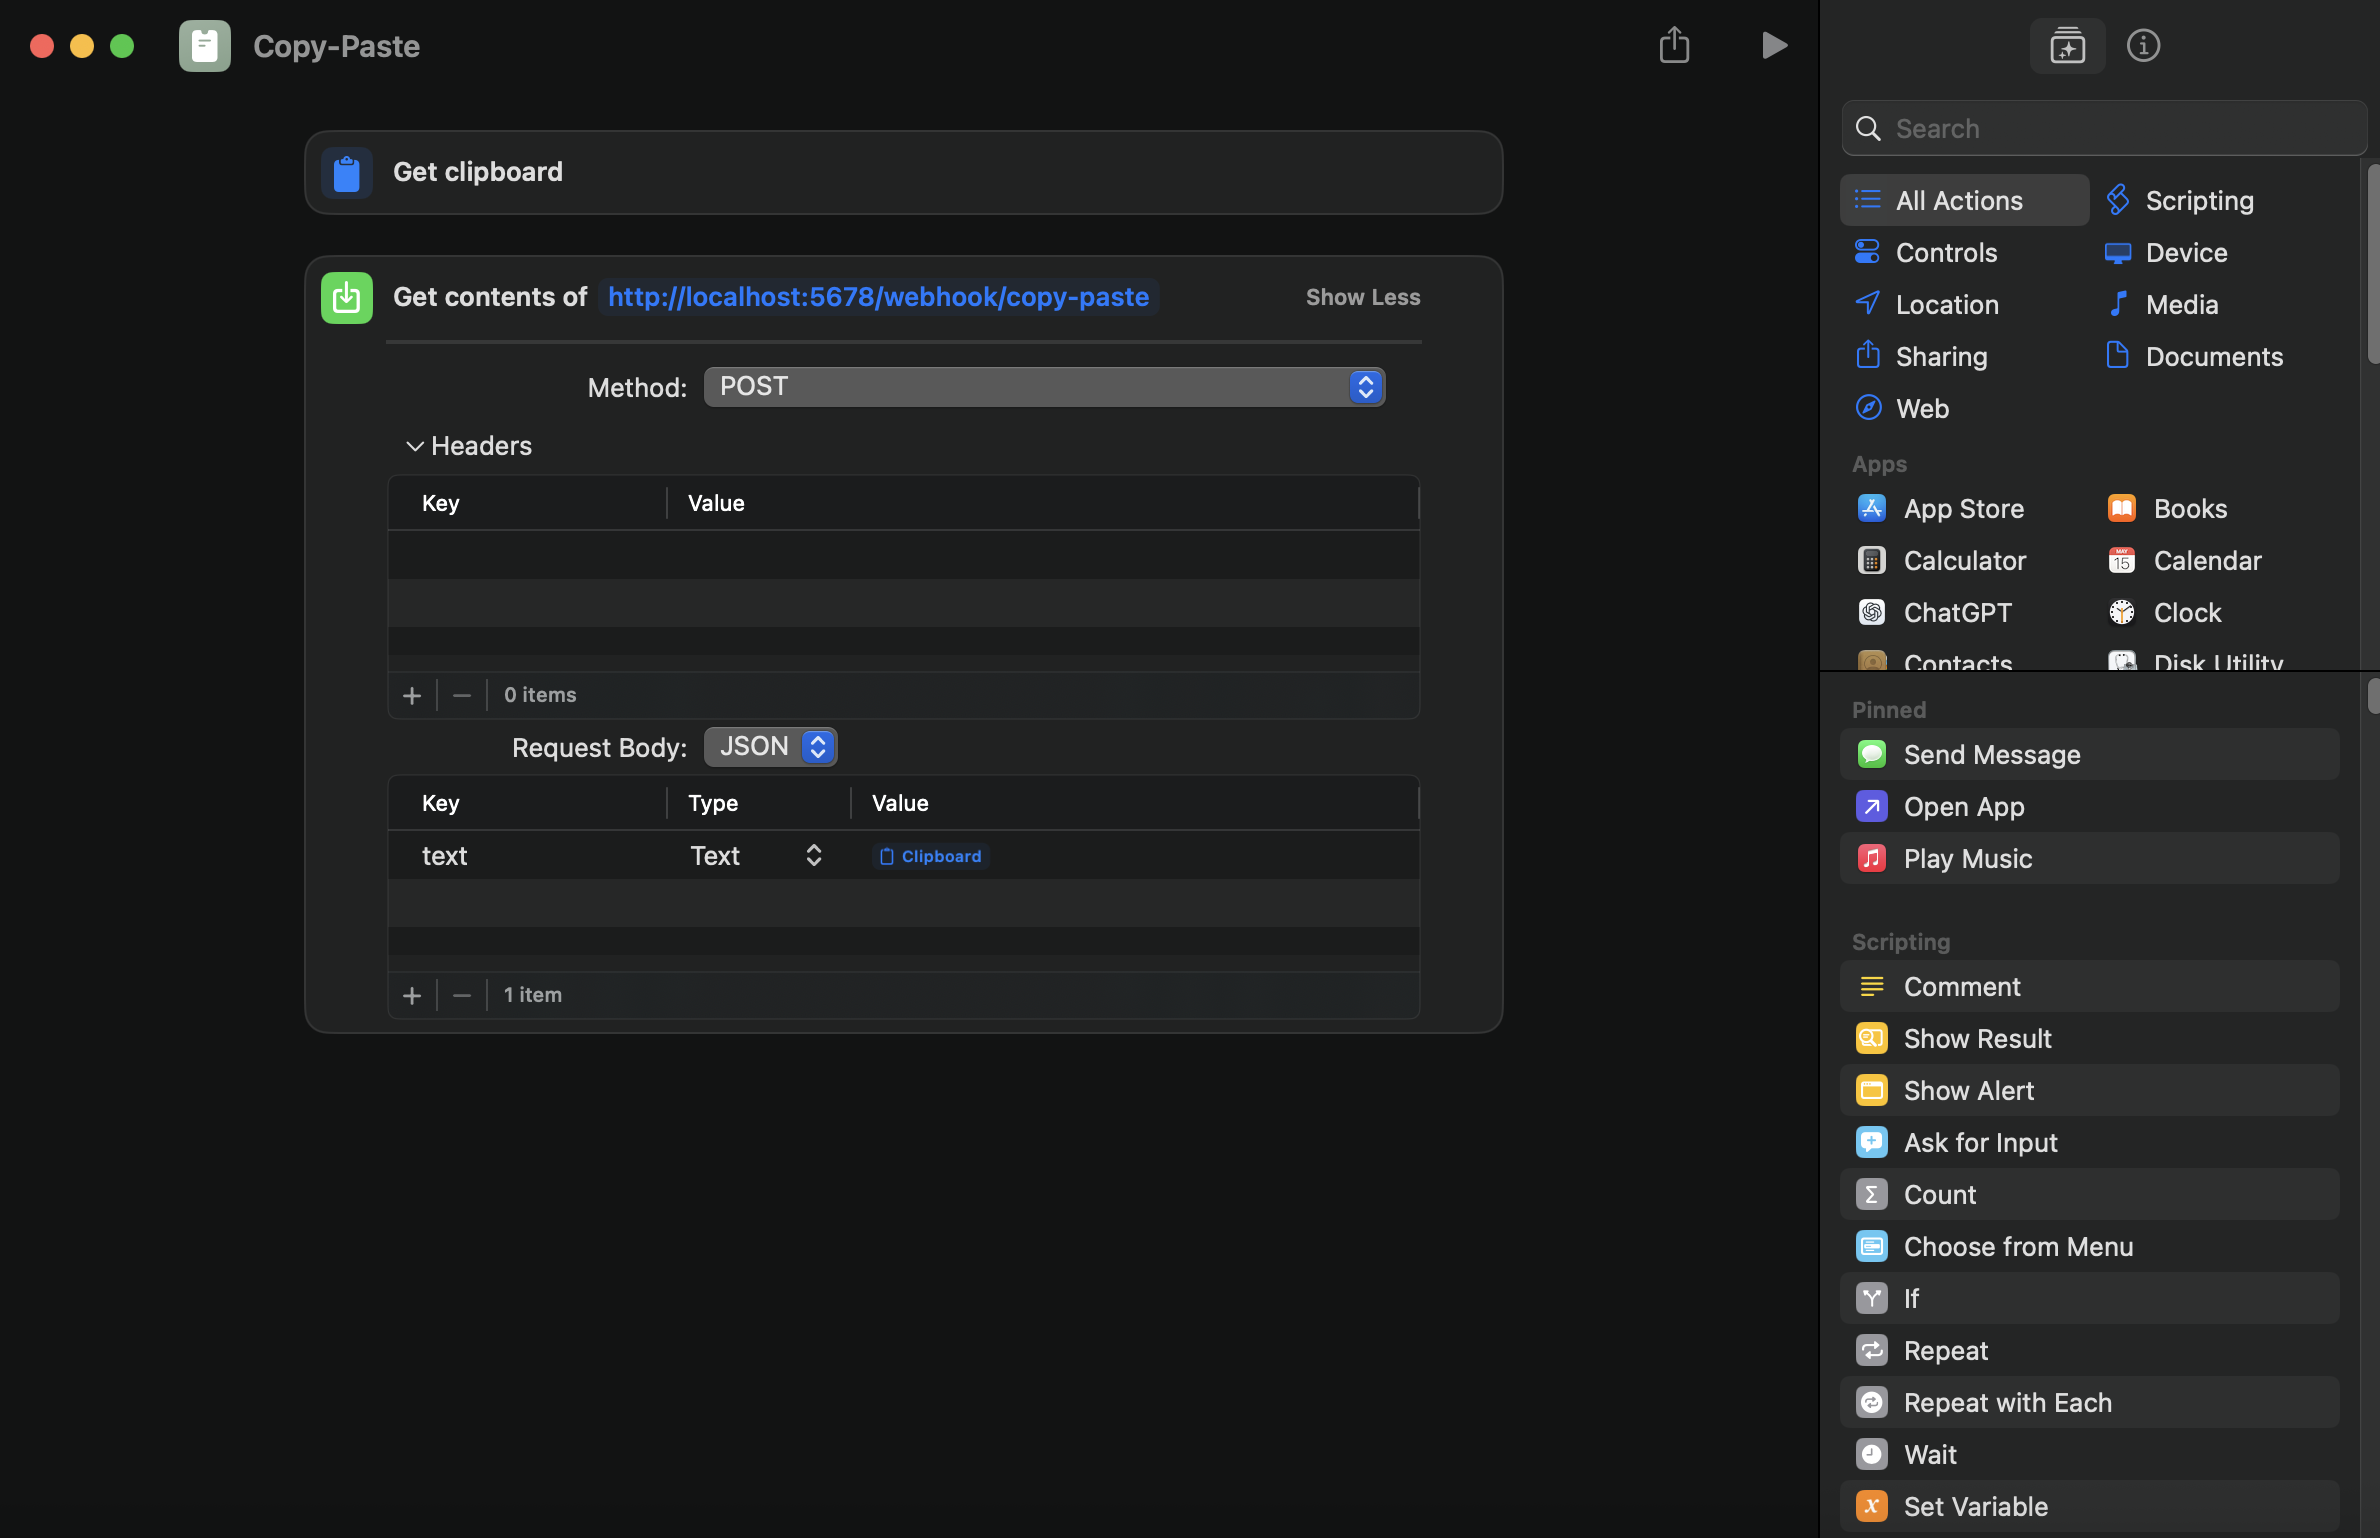 Copy-Paste
Get clipboard
Get contents of http://localhost:5678/webhook/copy-paste Show Less
Method: POST
Headers
Key Value
0 items
Request Body: JSON
Key Type Value
text Text Clipboard
1 item
Search
All Actions Scripting
Controls Device
Location Media
Sharing Documents
Web
Apps
App Store Books
Calculator Calendar
ChatGPT Clock
Contacts Disk Utility
Pinned
Send Message
Open App
Play Music
Scripting
Comment
Show Result
Show Alert
Ask for Input
Count
Choose from Menu
If
Repeat
Repeat with Each
Wait
Set Variable